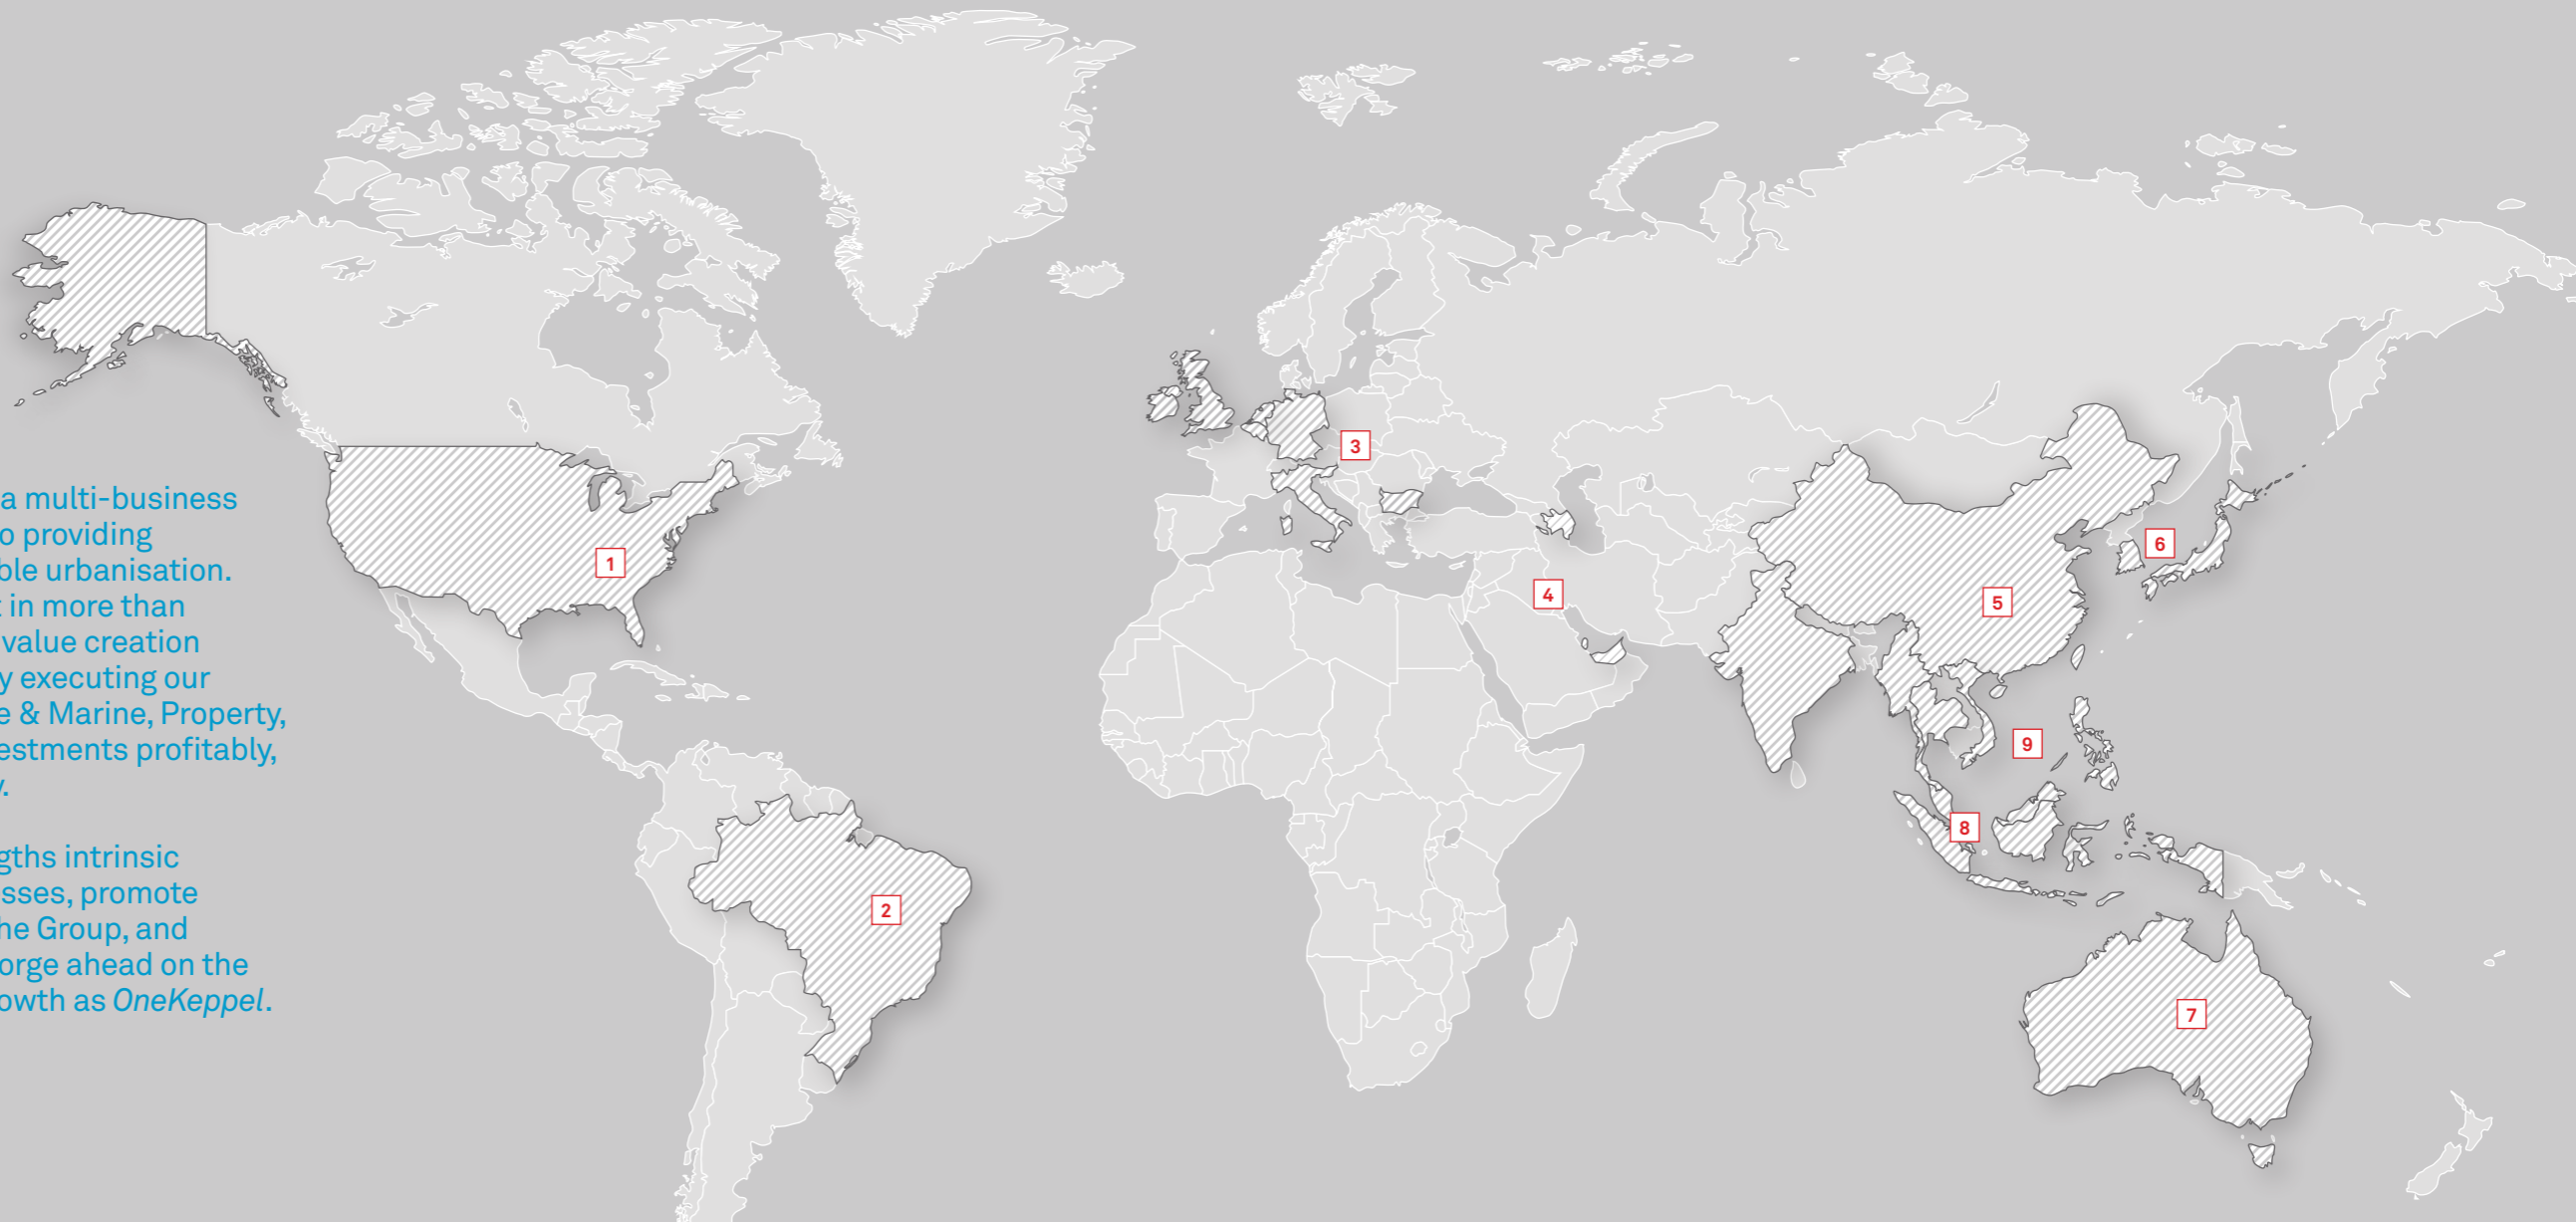 a multi-business
o providing
ble urbanisation.
t in more than
value creation
y executing our
e & Marine, Property,
estments profitably,
y.
gths intrinsic
sses, promote
he Group, and
orge ahead on the
owth as OneKeppel.
1
2
3
4
5
6
7
8
9